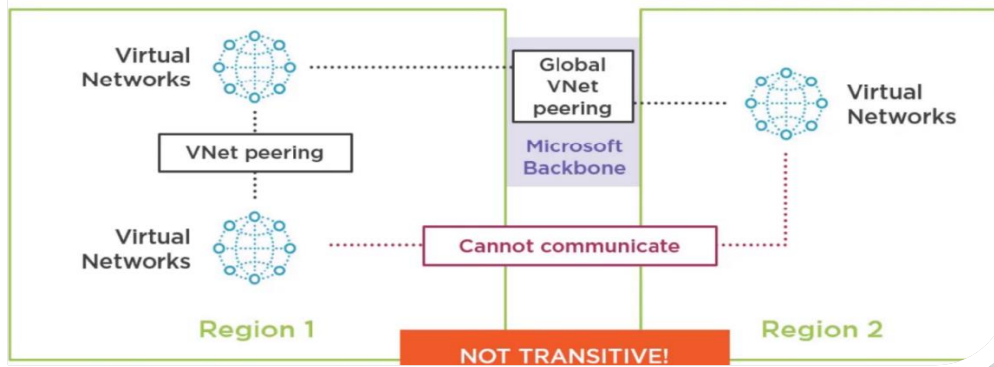 Virtual
Networks
Global
VNet
peering
Virtual
Networks
VNet peering
Microsoft
Backbone
Virtual
Networks
Cannot communicate
Region 1
Region 2
NOT TRANSITIVE!